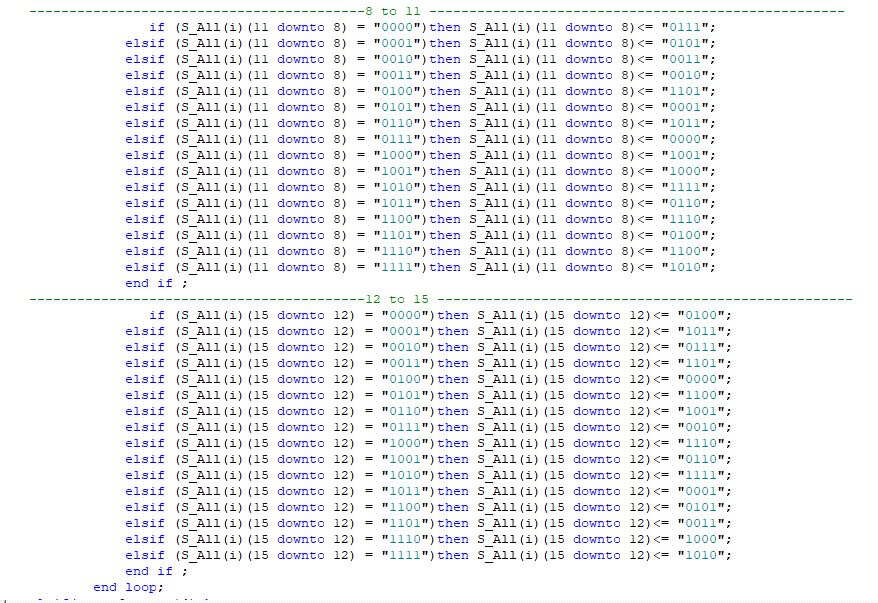 ------------------------------------------8 to 11 ----------------------------------------------------
if (S_All(i)(11 downto 8) = "0000")then S_All(i)(11 downto 8)<= "0111";
elsif (S_All(i)(11 downto 8) = "0001")then S_All(i)(11 downto 8)<= "0101";
elsif (S_All(i)(11 downto 8) = "0010")then S_All(i)(11 downto 8)<= "0011";
elsif (S_All(i)(11 downto 8) = "0011")then S_All(i)(11 downto 8)<= "0010";
elsif (S_All(i)(11 downto 8) = "0100")then S_All(i)(11 downto 8)<= "1101";
elsif (S_All(i)(11 downto 8) = "0101")then S_All(i)(11 downto 8)<= "0001";
elsif (S_All(i)(11 downto 8) = "0110")then S_All(i)(11 downto 8)<= "1011";
elsif (S_All(i)(11 downto 8) = "0111")then S_All(i)(11 downto 8)<= "0000";
elsif (S_All(i)(11 downto 8) = "1000")then S_All(i)(11 downto 8)<= "1001";
elsif (S_All(i)(11 downto 8) = "1001")then S_All(i)(11 downto 8)<= "1000";
elsif (S_All(i)(11 downto 8) = "1010")then S_All(i)(11 downto 8)<= "1111";
elsif (S_All(i)(11 downto 8) = "1011")then S_All(i)(11 downto 8)<= "0110";
elsif (S_All(i)(11 downto 8) = "1100")then S_All(i)(11 downto 8)<= "1110";
elsif (S_All(i)(11 downto 8) = "1101")then S_All(i)(11 downto 8)<= "0100";
elsif (S_All(i)(11 downto 8) = "1110")then S_All(i)(11 downto 8)<= "1100";
elsif (S_All(i)(11 downto 8) = "1111")then S_All(i)(11 downto 8)<= "1010";
end if ;
------------------------------------------12 to 15 ----------------------------------------------------
if (S_All(i)(15 downto 12) = "0000")then S_All(i)(15 downto 12)<= "0100";
elsif (S_All(i)(15 downto 12) = "0001")then S_All(i)(15 downto 12)<= "1011";
elsif (S_All(i)(15 downto 12) = "0010")then S_All(i)(15 downto 12)<= "0111";
elsif (S_All(i)(15 downto 12) = "0011")then S_All(i)(15 downto 12)<= "1101";
elsif (S_All(i)(15 downto 12) = "0100")then S_All(i)(15 downto 12)<= "0000";
elsif (S_All(i)(15 downto 12) = "0101")then S_All(i)(15 downto 12)<= "1100";
elsif (S_All(i)(15 downto 12) = "0110")then S_All(i)(15 downto 12)<= "1001";
elsif (S_All(i)(15 downto 12) = "0111")then S_All(i)(15 downto 12)<= "0010";
elsif (S_All(i)(15 downto 12) = "1000")then S_All(i)(15 downto 12)<= "1110";
elsif (S_All(i)(15 downto 12) = "1001")then S_All(i)(15 downto 12)<= "0110";
elsif (S_All(i)(15 downto 12) = "1010")then S_All(i)(15 downto 12)<= "1111";
elsif (S_All(i)(15 downto 12) = "1011")then S_All(i)(15 downto 12)<= "0001";
elsif (S_All(i)(15 downto 12) = "1100")then S_All(i)(15 downto 12)<= "0101";
elsif (S_All(i)(15 downto 12) = "1101")then S_All(i)(15 downto 12)<= "0011";
elsif (S_All(i)(15 downto 12) = "1110")then S_All(i)(15 downto 12)<= "1000";
elsif (S_All(i)(15 downto 12) = "1111")then S_All(i)(15 downto 12)<= "1010";
end if ;
end loop;